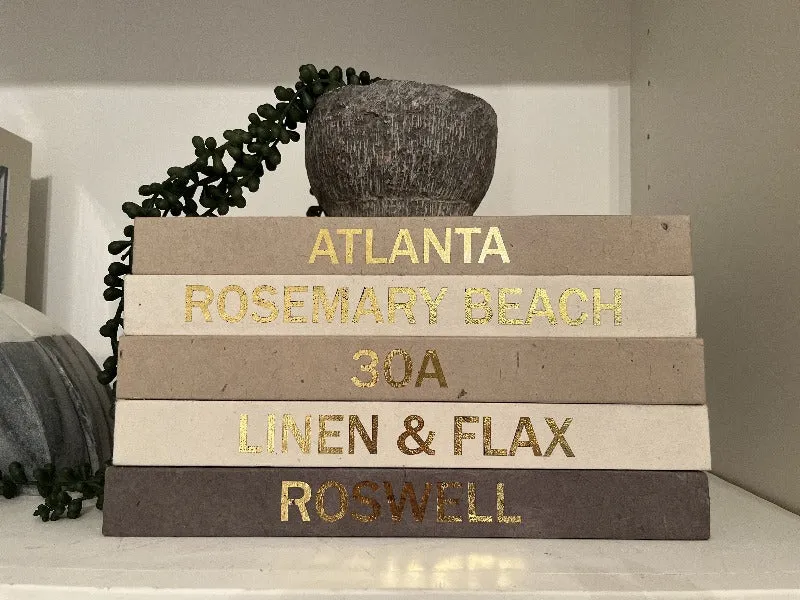 ATLANTA
ROSEMARY BEACH
30A
LINEN & FLAX
ROSWELL